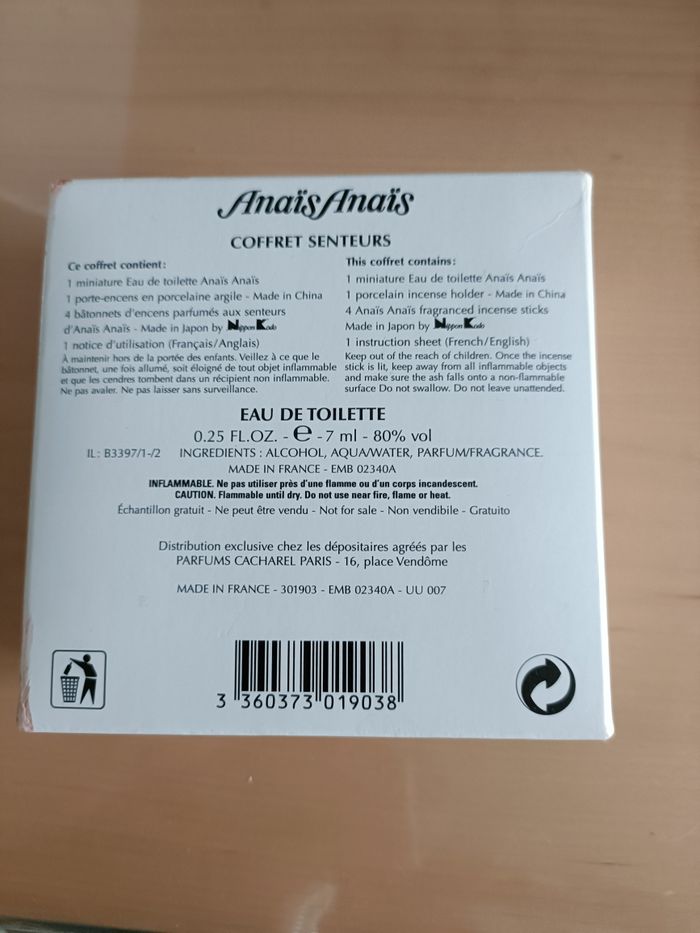 Anaïs Anaïs
COFFRET SENTEURS
Ce coffret contient:
1 miniature Eau de toilette Anaïs Anaïs
1 porte-encens en porcelaine argile - Made in China
4 bâtonnets d'encens parfumés aux senteurs
d'Anaïs Anaïs - Made in Japan by Nippon Kodo
1 notice d'utilisation (Français/Anglais)
À maintenir hors de la portée des enfants. Veillez à ce que le
bâtonnet, une fois allumé, soit éloigné de tout objet inflammable
et que les cendres tombent dans un récipient non inflammable.
Ne pas avaler. Ne pas laisser sans surveillance.
This coffret contains:
1 miniature Eau de toilette Anaïs Anaïs
1 porcelain incense holder - Made in China
4 Anaïs Anaïs fragranced incense sticks
Made in Japan by Nippon Kodo
1 instruction sheet (French/English)
Keep out of the reach of children. Once the incense
stick is lit, keep away from all inflammable objects
and make sure the ash falls onto a non-flammable
surface Do not swallow. Do not leave unattended.
EAU DE TOILETTE
0.25 FL.OZ. - e - 7 ml - 80% vol
IL : B3397/1-/2 INGREDIENTS : ALCOHOL, AQUA/WATER, PARFUM/FRAGRANCE.
MADE IN FRANCE - EMB 02340A
INFLAMMABLE. Ne pas utiliser près d'une flamme ou d'un corps incandescent.
CAUTION. Flammable until dry. Do not use near fire, flame or heat.
Échantillon gratuit - Ne peut être vendu - Not for sale - Non vendibile - Gratuito
Distribution exclusive chez les dépositaires agréés par les
PARFUMS CACHAREL PARIS - 16, place Vendôme
MADE IN FRANCE - 301903 - EMB 02340A - UU 007
3 360373 019038